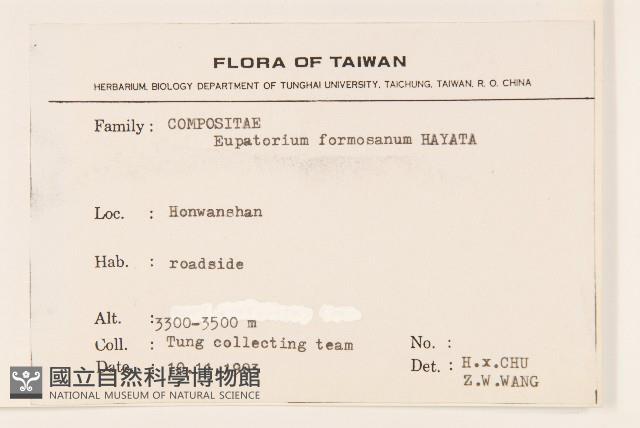 FLORA OF TAIWAN
HERBARIUM. BIOLOGY DEPARTMENT OF TUNGHAI UNIVERSITY, TAICHUNG, TAIWAN, R. O. CHINA
Family : COMPOSITAE
Eupatorium formosanum HAYATA
Loc. : Honwanshan
Hab. : roadside
Alt. : 3300-3500 m
Coll. : Tung collecting team No. :
Date : Det. : H.x.CHU
Z.W.WANG
國立自然科學博物館
NATIONAL MUSEUM OF NATURAL SCIENCE